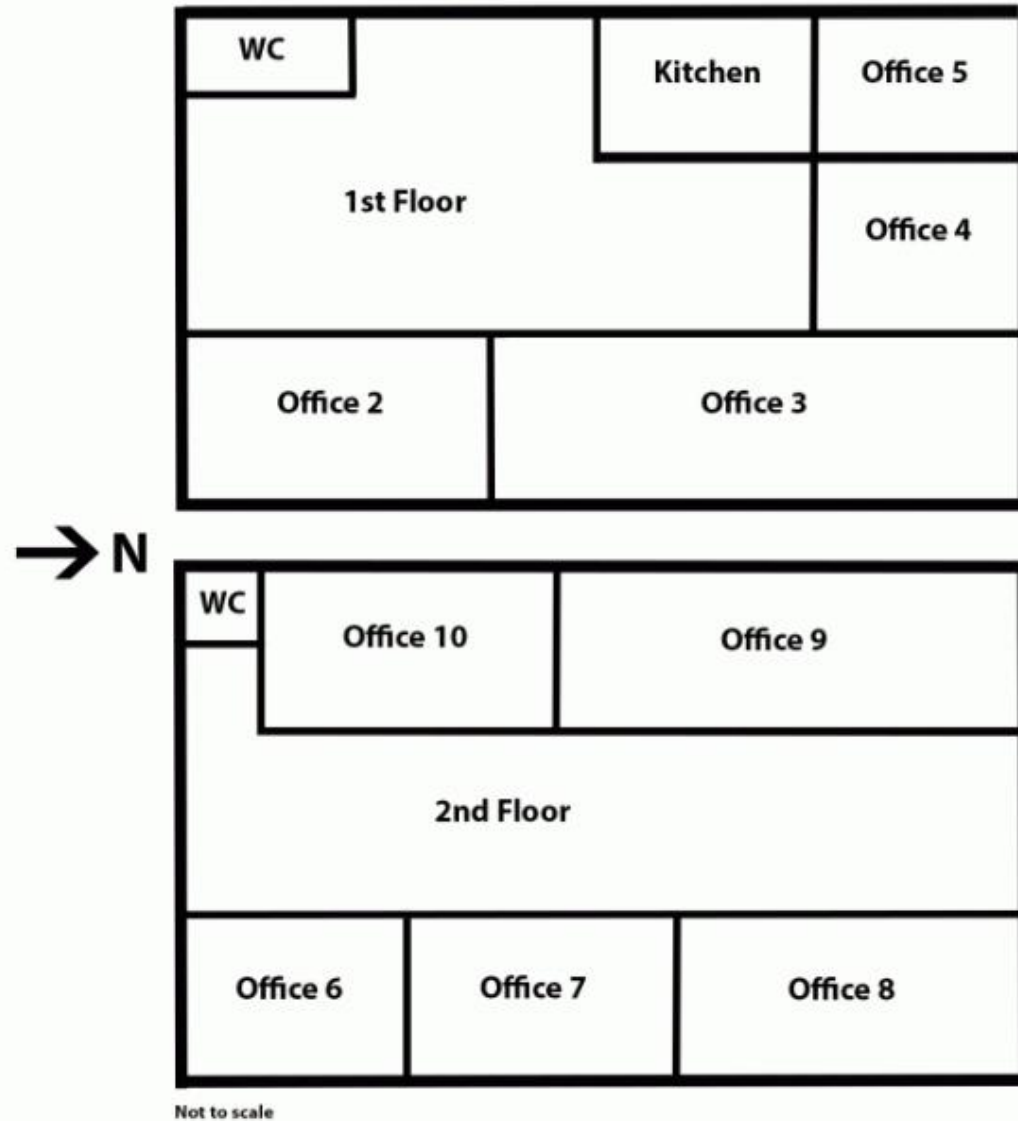 WC
Kitchen
Office 5
1st Floor
Office 4
Office 2
Office 3
N
WC
Office 10
Office 9
2nd Floor
Office 6
Office 7
Office 8
Not to scale